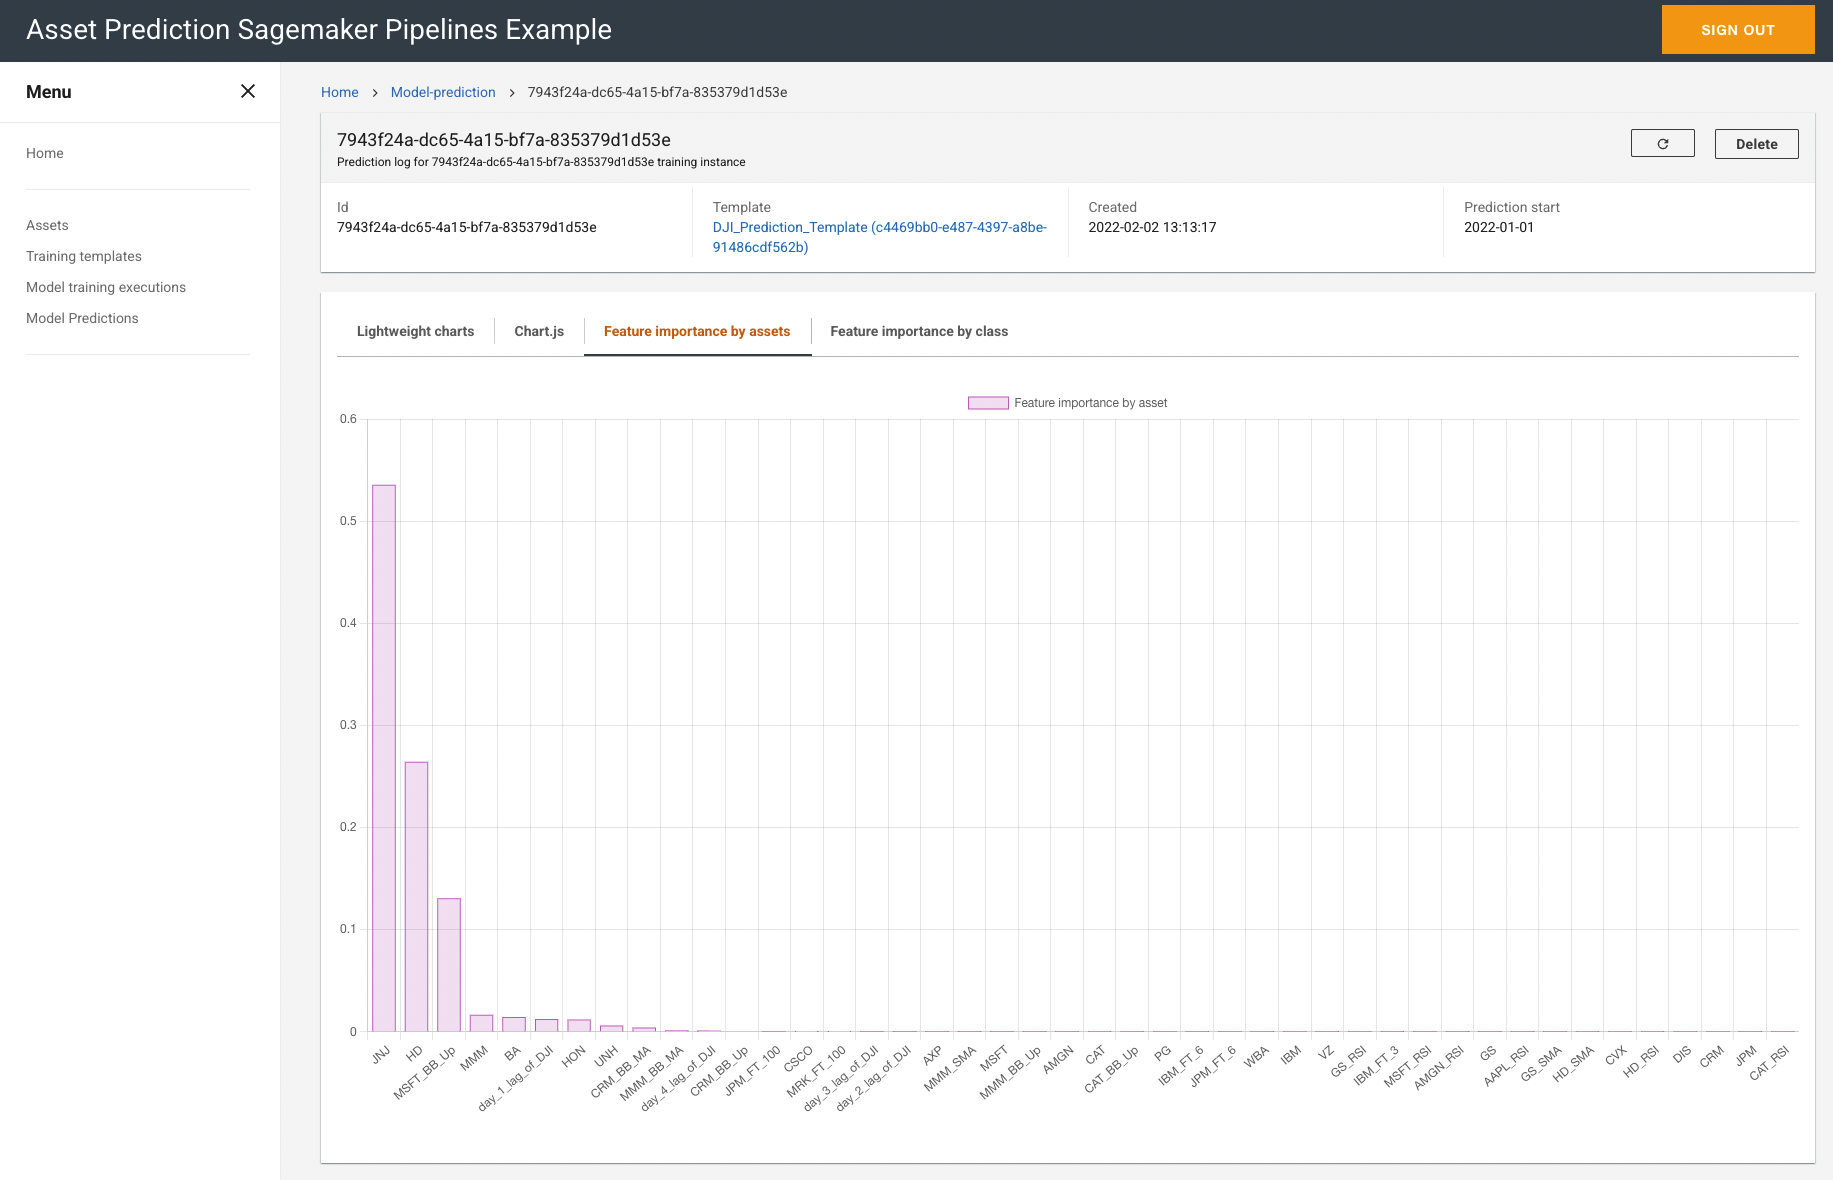 Asset Prediction Sagemaker Pipelines Example
SIGN OUT
Menu
Home
Assets
Training templates
Model training executions
Model Predictions
Home > Model-prediction > 7943f24a-dc65-4a15-bf7a-835379d1d53e
7943f24a-dc65-4a15-bf7a-835379d1d53e
Prediction log for 7943f24a-dc65-4a15-bf7a-835379d1d53e training instance
Delete
Id
7943f24a-dc65-4a15-bf7a-835379d1d53e
Template
DJI_Prediction_Template (c4469bb0-e487-4397-a8be-
91486cdf562b)
Created
2022-02-02 13:13:17
Prediction start
2022-01-01
Lightweight charts
Chart.js
Feature importance by assets
Feature importance by class
Feature importance by asset
0.6
0.5
0.4
0.3
0.2
0.1
0
JNJ
HD
MSFT_BB_Up
MMM
BA
day_1_lag_of_DJI
HON
UNH
CRM_BB_MA
MMM_BB_MA
day_4_lag_of_DJI
CRM_BB_Up
JPM_FT_100
CSCO
MRK_FT_100
day_3_lag_of_DJI
day_2_lag_of_DJI
AXP
MMM_SMA
MSFT
MMM_BB_Up
AMGN
CAT
CAT_BB_Up
PG
IBM_FT_6
JPM_FT_6
WBA
IBM
VZ
GS_RSI
IBM_FT_3
MSFT_RSI
AMGN_RSI
GS
AAPL_RSI
GS_SMA
HD_SMA
CVX
HD_RSI
DIS
CRM
JPM
CAT_RSI